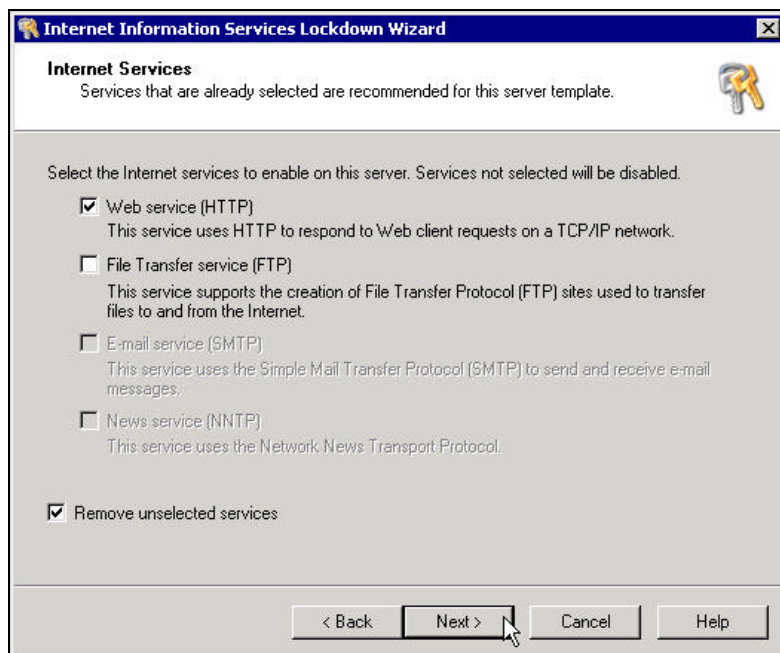 Internet Information Services Lockdown Wizard
Internet Services
Services that are already selected are recommended for this server template.
Select the Internet services to enable on this server. Services not selected will be disabled.
Web service (HTTP)
This service uses HTTP to respond to Web client requests on a TCP/IP network.
File Transfer service (FTP)
This service supports the creation of File Transfer Protocol (FTP) sites used to transfer
files to and from the Internet.
E-mail service (SMTP)
This service uses the Simple Mail Transfer Protocol (SMTP) to send and receive e-mail
messages.
News service (NNTP)
This service uses the Network News Transport Protocol.
Remove unselected services
< Back Next > Cancel Help